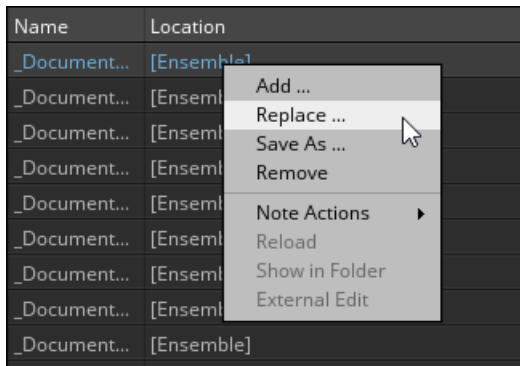 Name Location
_Document... [Ensemble]
_Document... [Ensemb
_Document... [Ensemb
_Document... [Ensemb
_Document... [Ensemb
_Document... [Ensemb
_Document... [Ensemb
_Document... [Ensemb
_Document... [Ensemble]
Add ...
Replace ...
Save As ...
Remove
Note Actions
Reload
Show in Folder
External Edit